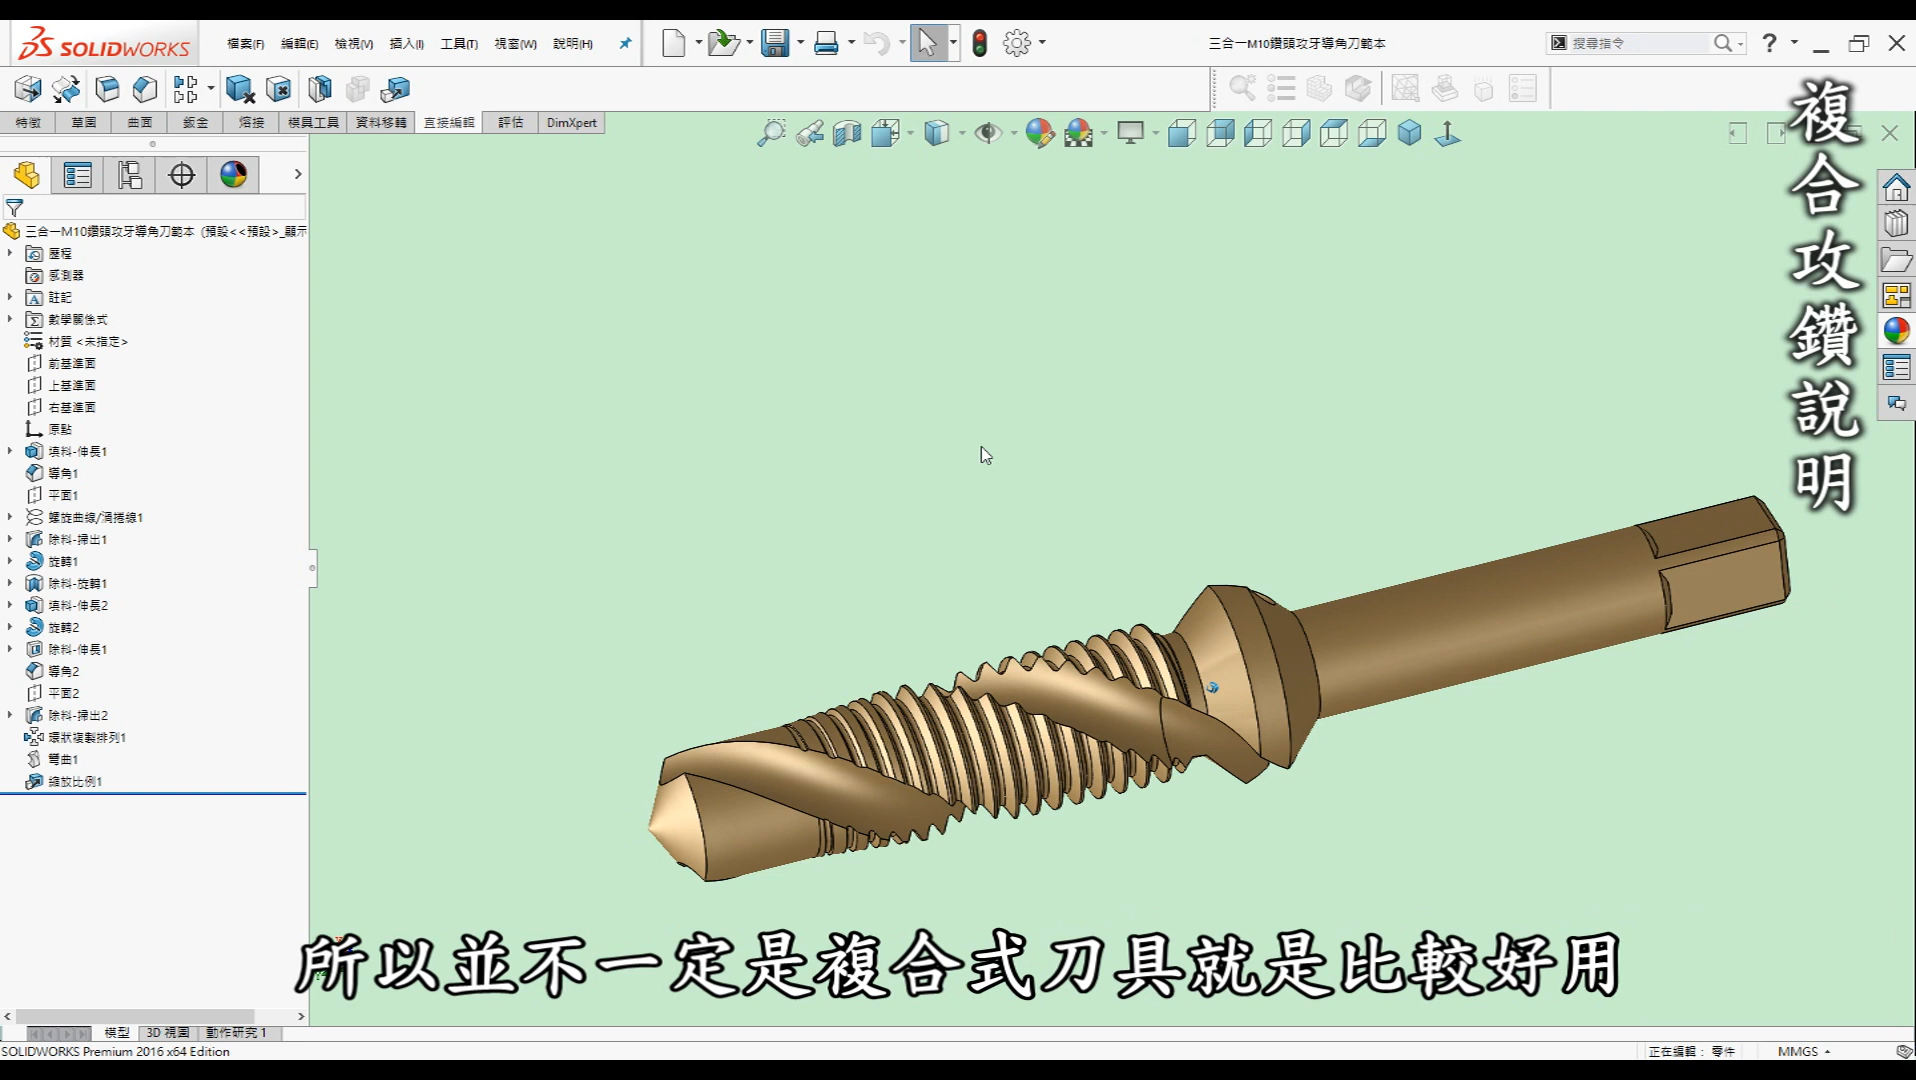 SOLIDWORKS
檔案(F) 編輯(E) 檢視(V) 插入(I) 工具(T) 視窗(W) 說明(H)
三合一M10鑽頭攻牙導角刀範本
搜尋指令
特徵 草圖 曲面 鈑金 熔接 模具工具 資料移轉 直接編輯 評估 DimXpert
三合一M10鑽頭攻牙導角刀範本 (預設<<預設>_顯示
歷程
感測器
註記
數學關係式
材質 <未指定>
前基準面
上基準面
右基準面
原點
填料-伸長1
導角1
平面1
螺旋曲線/渦捲線1
除料-掃出1
旋轉1
除料-旋轉1
填料-伸長2
旋轉2
除料-伸長1
導角2
平面2
除料-掃出2
環狀複製排列1
彎曲1
縮放比例1
複合攻鑽說明
所以並不一定是複合式刀具就是比較好用
模型 3D 視圖 動作研究 1
SOLIDWORKS Premium 2016 x64 Edition
正在編輯： 零件
MMGS